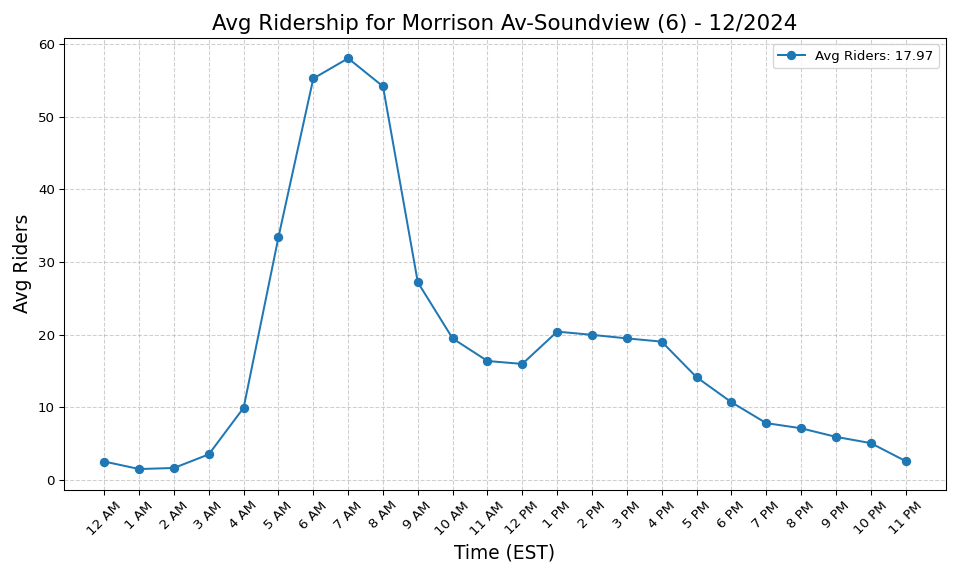 Avg Ridership for Morrison Av-Soundview (6) - 12/2024
Avg Riders: 17.97
Avg Riders
60
50
40
30
20
10
0
12 AM
1 AM
2 AM
3 AM
4 AM
5 AM
6 AM
7 AM
8 AM
9 AM
10 AM
11 AM
12 PM
1 PM
2 PM
3 PM
4 PM
5 PM
6 PM
7 PM
8 PM
9 PM
10 PM
11 PM
Time (EST)